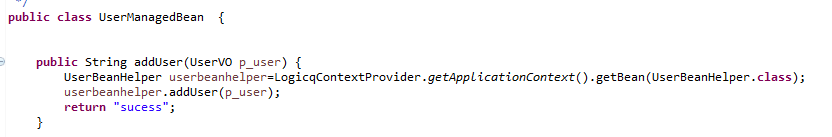 */
public class UserManagedBean  {
public String addUser(UserVO p_user) {
UserBeanHelper userbeanhelper=LogicqContextProvider.getApplicationContext().getBean(UserBeanHelper.class);
userbeanhelper.addUser(p_user);
return "sucess";
}